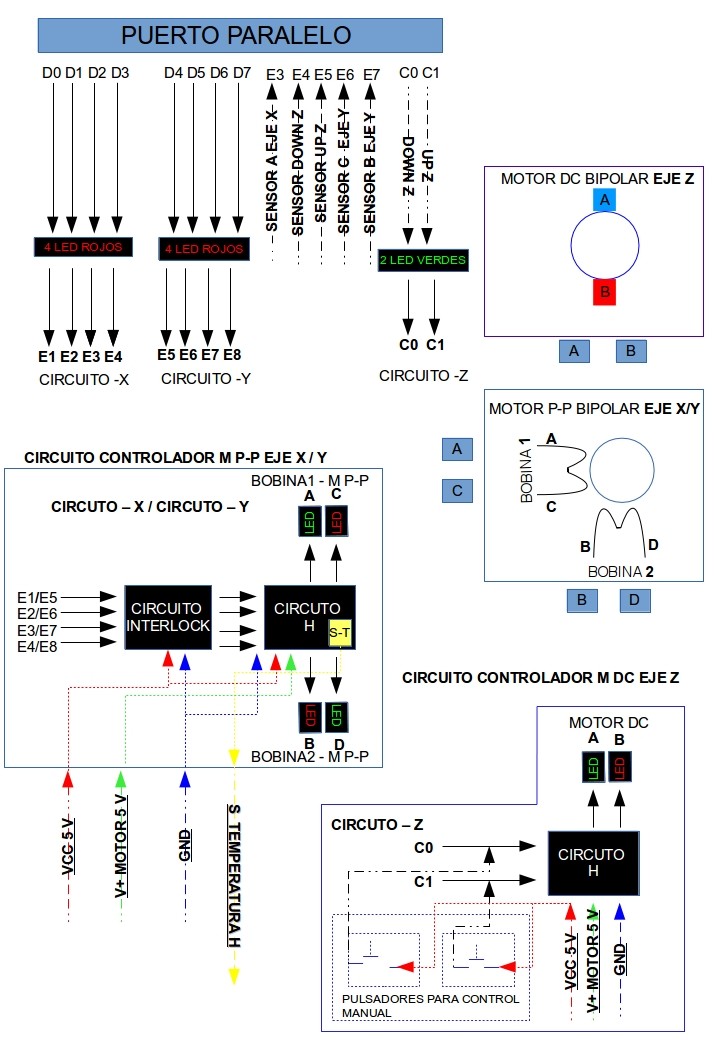 PUERTO PARALELO
D0 D1 D2 D3
D4 D5 D6 D7
E3 E4 E5 E6 E7
C0 C1
SENSOR A EJE X
SENSOR DOWN Z
SENSOR UP Z
SENSOR C EJE Y
SENSOR B EJE Y
DOWN Z
UP Z
4 LED ROJOS
4 LED ROJOS
2 LED VERDES
E1 E2 E3 E4
E5 E6 E7 E8
C0 C1
CIRCUITO -X
CIRCUITO -Y
CIRCUITO -Z
MOTOR DC BIPOLAR EJE Z
A
B
A
B
MOTOR P-P BIPOLAR EJE X/Y
A
BOBINA 1
C
A
C
B
D
BOBINA 2
B
D
CIRCUITO CONTROLADOR M P-P EJE X / Y
BOBINA1 - M P-P
A C
CIRCUTO – X / CIRCUTO – Y
LED
LED
E1/E5
E2/E6
E3/E7
E4/E8
CIRCUITO
INTERLOCK
CIRCUTO
H
S-T
LED
LED
B D
BOBINA2 - M P-P
VCC 5 V
V+ MOTOR 5 V
GND
S TEMPERATURA H
CIRCUITO CONTROLADOR M DC EJE Z
MOTOR DC
A B
LED
LED
CIRCUTO – Z
C0
C1
CIRCUTO
H
VCC 5 V
V+ MOTOR 5 V
GND
PULSADORES PARA CONTROL
MANUAL